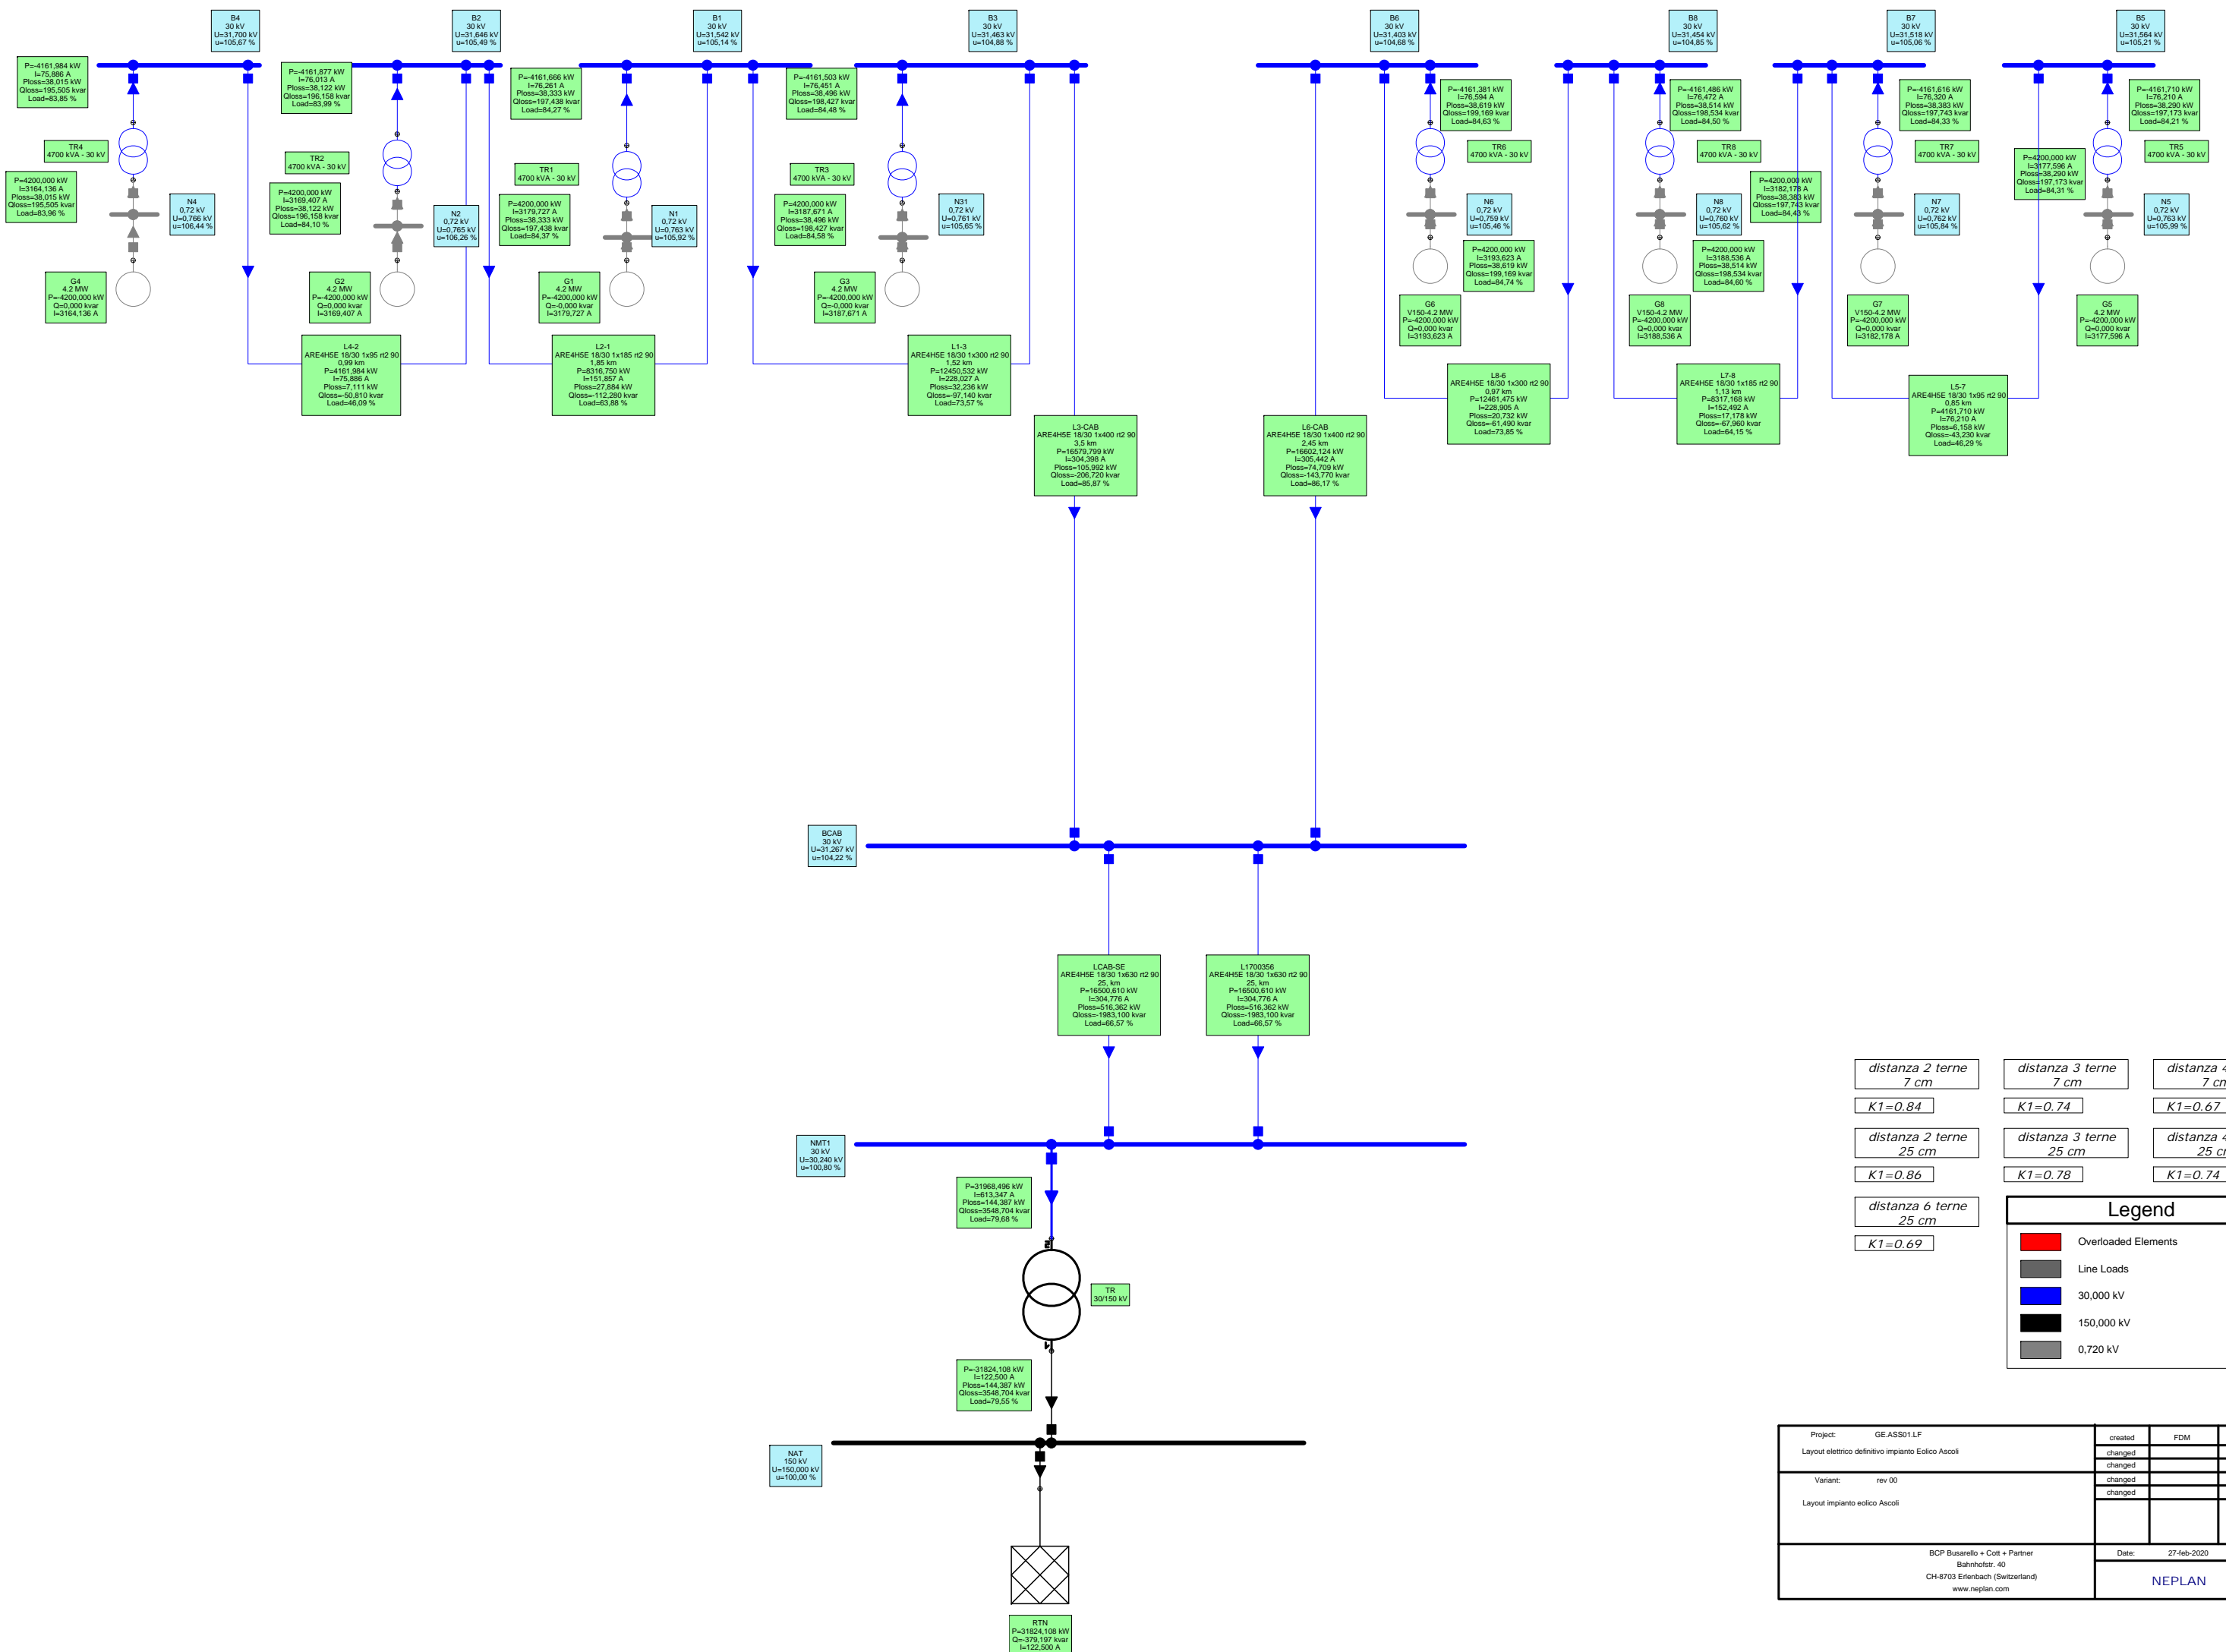 B4
30 kV
U=31,700 kV
u=105,67 %
B2
30 kV
U=31,646 kV
u=105,49 %
B1
30 kV
U=31,542 kV
u=105,14 %
B3
30 kV
U=31,463 kV
u=104,88 %
B6
30 kV
U=31,403 kV
u=104,68 %
B8
30 kV
U=31,454 kV
u=104,85 %
B7
30 kV
U=31,518 kV
u=105,06 %
B5
30 kV
U=31,564 kV
u=105,21 %
P=-4161,984 kW
I=75,886 A
Ploss=38,015 kW
Qloss=195,505 kvar
Load=83,85 %
P=-4161,877 kW
I=76,013 A
Ploss=38,122 kW
Qloss=196,158 kvar
Load=83,99 %
P=-4161,666 kW
I=76,261 A
Ploss=38,333 kW
Qloss=197,438 kvar
Load=84,27 %
P=-4161,503 kW
I=76,451 A
Ploss=38,496 kW
Qloss=198,427 kvar
Load=84,48 %
P=-4161,381 kW
I=76,594 A
Ploss=38,619 kW
Qloss=199,169 kvar
Load=84,63 %
P=-4161,486 kW
I=76,472 A
Ploss=38,514 kW
Qloss=198,534 kvar
Load=84,50 %
P=-4161,616 kW
I=76,320 A
Ploss=38,383 kW
Qloss=197,743 kvar
Load=84,33 %
P=-4161,710 kW
I=76,210 A
Ploss=38,290 kW
Qloss=197,173 kvar
Load=84,21 %
TR4
4700 kVA - 30 kV
TR2
4700 kVA - 30 kV
TR1
4700 kVA - 30 kV
TR3
4700 kVA - 30 kV
TR6
4700 kVA - 30 kV
TR8
4700 kVA - 30 kV
TR7
4700 kVA - 30 kV
TR5
4700 kVA - 30 kV
P=4200,000 kW
I=3164,136 A
Ploss=38,015 kW
Qloss=195,505 kvar
Load=83,96 %
N4
0,72 kV
U=0,766 kV
u=106,44 %
P=4200,000 kW
I=3169,407 A
Ploss=38,122 kW
Qloss=196,158 kvar
Load=84,10 %
N2
0,72 kV
U=0,765 kV
u=106,26 %
P=4200,000 kW
I=3179,727 A
Ploss=38,333 kW
Qloss=197,438 kvar
Load=84,37 %
N1
0,72 kV
U=0,763 kV
u=105,92 %
P=4200,000 kW
I=3187,671 A
Ploss=38,496 kW
Qloss=198,427 kvar
Load=84,58 %
N31
0,72 kV
U=0,761 kV
u=105,65 %
N6
0,72 kV
U=0,759 kV
u=105,46 %
P=4200,000 kW
I=3193,623 A
Ploss=38,619 kW
Qloss=199,169 kvar
Load=84,74 %
N8
0,72 kV
U=0,760 kV
u=105,62 %
P=4200,000 kW
I=3188,536 A
Ploss=38,514 kW
Qloss=198,534 kvar
Load=84,60 %
P=4200,000 kW
I=3182,178 A
Ploss=38,383 kW
Qloss=197,743 kvar
Load=84,43 %
N7
0,72 kV
U=0,762 kV
u=105,84 %
P=4200,000 kW
I=3177,596 A
Ploss=38,290 kW
Qloss=197,173 kvar
Load=84,31 %
N5
0,72 kV
U=0,763 kV
u=105,99 %
G4
4.2 MW
P=-4200,000 kW
Q=0,000 kvar
I=3164,136 A
G2
4.2 MW
P=-4200,000 kW
Q=0,000 kvar
I=3169,407 A
G1
4.2 MW
P=-4200,000 kW
Q=-0,000 kvar
I=3179,727 A
G3
4.2 MW
P=-4200,000 kW
Q=-0,000 kvar
I=3187,671 A
G6
V150-4.2 MW
P=-4200,000 kW
Q=0,000 kvar
I=3193,623 A
G8
V150-4.2 MW
P=-4200,000 kW
Q=0,000 kvar
I=3188,536 A
G7
V150-4.2 MW
P=-4200,000 kW
Q=0,000 kvar
I=3182,178 A
G5
4.2 MW
P=-4200,000 kW
Q=0,000 kvar
I=3177,596 A
L4-2
ARE4H5E 18/30 1x95 rt2 90
0,99 km
P=4161,984 kW
I=75,886 A
Ploss=7,111 kW
Qloss=-50,810 kvar
Load=46,09 %
L2-1
ARE4H5E 18/30 1x185 rt2 90
1,85 km
P=8316,750 kW
I=151,857 A
Ploss=27,884 kW
Qloss=-112,280 kvar
Load=63,88 %
L1-3
ARE4H5E 18/30 1x300 rt2 90
1,52 km
P=12450,532 kW
I=228,027 A
Ploss=32,236 kW
Qloss=-97,140 kvar
Load=73,57 %
L8-6
ARE4H5E 18/30 1x300 rt2 90
0,97 km
P=12461,475 kW
I=228,905 A
Ploss=20,732 kW
Qloss=-61,490 kvar
Load=73,85 %
L7-8
ARE4H5E 18/30 1x185 rt2 90
1,13 km
P=8317,168 kW
I=152,492 A
Ploss=17,178 kW
Qloss=-67,960 kvar
Load=64,15 %
L5-7
ARE4H5E 18/30 1x95 rt2 90
0,85 km
P=4161,710 kW
I=76,210 A
Ploss=6,158 kW
Qloss=-43,230 kvar
Load=46,29 %
L3-CAB
ARE4H5E 18/30 1x400 rt2 90
3,5 km
P=16579,799 kW
I=304,398 A
Ploss=105,992 kW
Qloss=-206,720 kvar
Load=85,87 %
L6-CAB
ARE4H5E 18/30 1x400 rt2 90
2,45 km
P=16602,124 kW
I=305,442 A
Ploss=74,709 kW
Qloss=-143,770 kvar
Load=86,17 %
BCAB
30 kV
U=31,267 kV
u=104,22 %
LCAB-SE
ARE4H5E 18/30 1x630 rt2 90
25, km
P=16500,610 kW
I=304,776 A
Ploss=516,362 kW
Qloss=-1983,100 kvar
Load=66,57 %
L1700356
ARE4H5E 18/30 1x630 rt2 90
25, km
P=16500,610 kW
I=304,776 A
Ploss=516,362 kW
Qloss=-1983,100 kvar
Load=66,57 %
distanza 2 terne
7 cm
distanza 3 terne
7 cm
distanza 4
7 cm
K1=0.84
K1=0.74
K1=0.67
distanza 2 terne
25 cm
distanza 3 terne
25 cm
distanza 4
25 cm
K1=0.86
K1=0.78
K1=0.74
distanza 6 terne
25 cm
K1=0.69
NMT1
30 kV
U=30,240 kV
u=100,80 %
P=31968,496 kW
I=613,347 A
Ploss=144,387 kW
Qloss=3548,704 kvar
Load=79,68 %
TR
30/150 kV
Legend
Overloaded Elements
Line Loads
30,000 kV
150,000 kV
0,720 kV
P=-31824,108 kW
I=122,500 A
Ploss=144,387 kW
Qloss=3548,704 kvar
Load=79,55 %
NAT
150 kV
U=150,000 kV
u=100,00 %
RTN
P=31824,108 kW
Q=-379,197 kvar
I=122,500 A
Project: GE.ASS01.LF
Layout elettrico definitivo impianto Eolico Ascoli
created FDM
changed
changed
Variant: rev 00
changed
changed
Layout impianto eolico Ascoli
BCP Busarello + Cott + Partner
Bahnhofstr. 40
CH-8703 Erlenbach (Switzerland)
www.neplan.com
Date: 27-feb-2020
NEPLAN